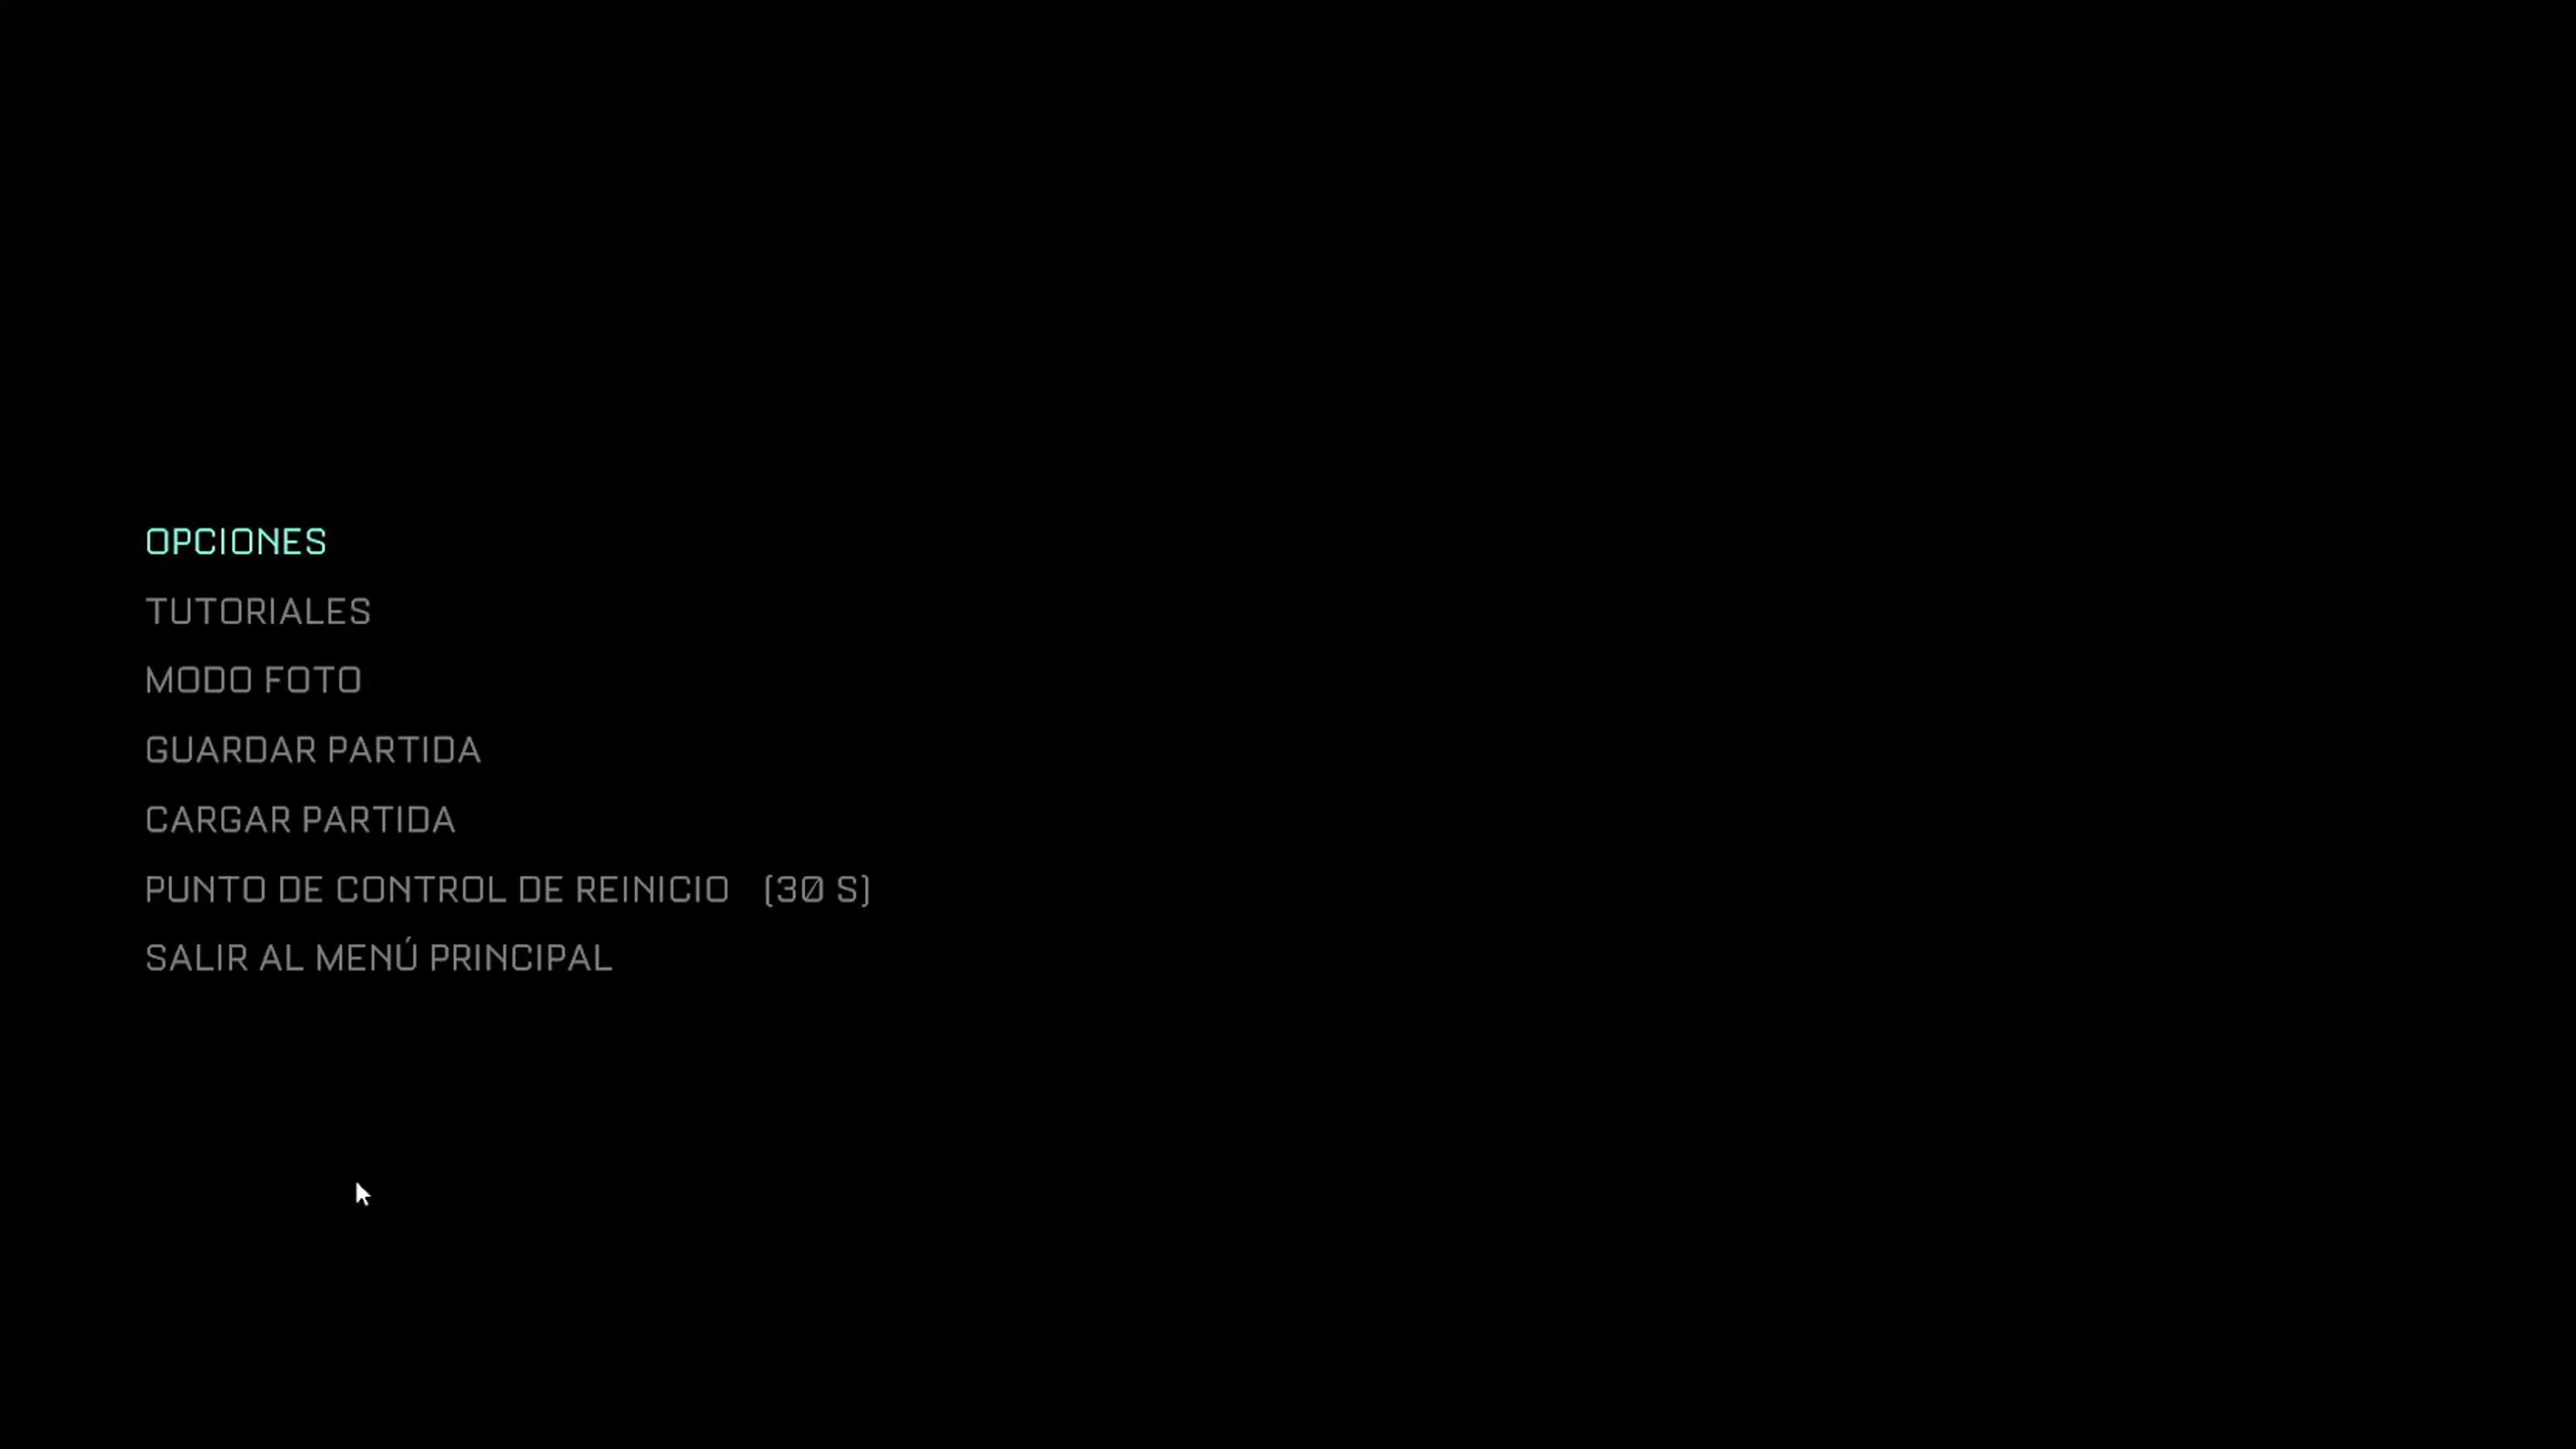 OPCIONES
TUTORIALES
MODO FOTO
GUARDAR PARTIDA
CARGAR PARTIDA
PUNTO DE CONTROL DE REINICIO (30 S)
SALIR AL MENÚ PRINCIPAL